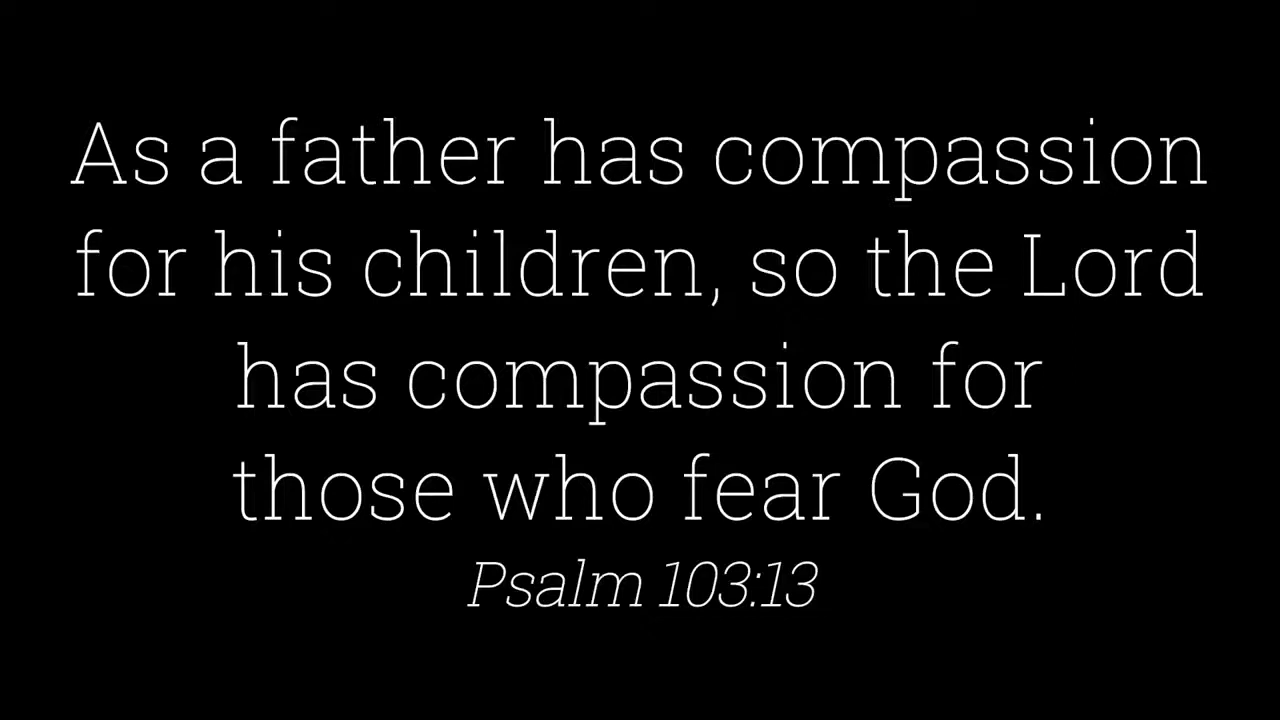 As a father has compassion
for his children, so the Lord
has compassion for
those who fear God.
Psalm 103:13